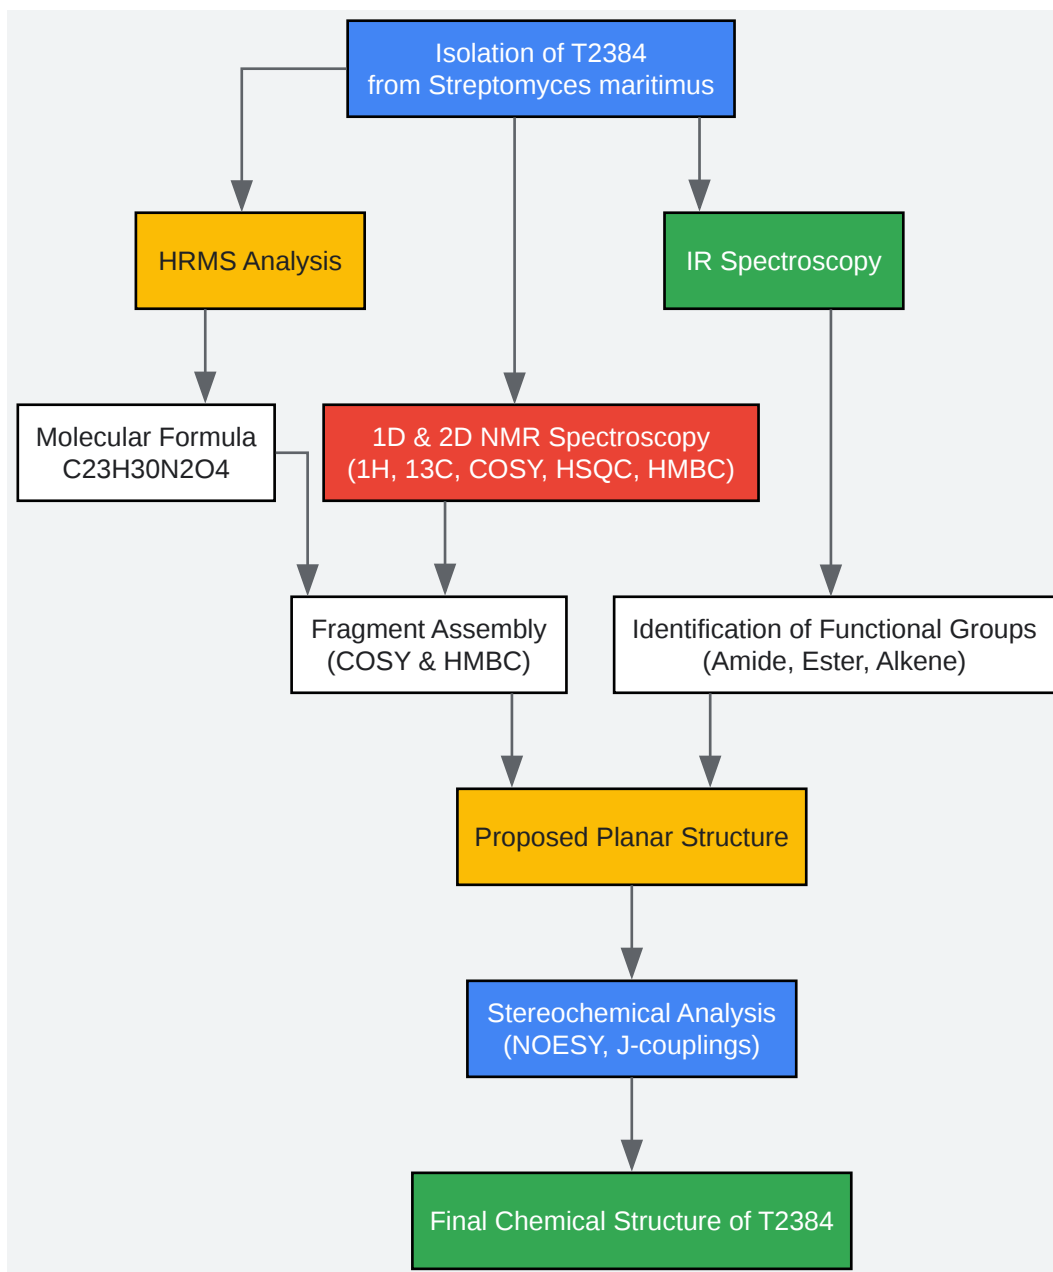 Isolation of T2384
from Streptomyces maritimus
HRMS Analysis
IR Spectroscopy
Molecular Formula
C23H30N2O4
1D & 2D NMR Spectroscopy
(1H, 13C, COSY, HSQC, HMBC)
Fragment Assembly
(COSY & HMBC)
Identification of Functional Groups
(Amide, Ester, Alkene)
Proposed Planar Structure
Stereochemical Analysis
(NOESY, J-couplings)
Final Chemical Structure of T2384